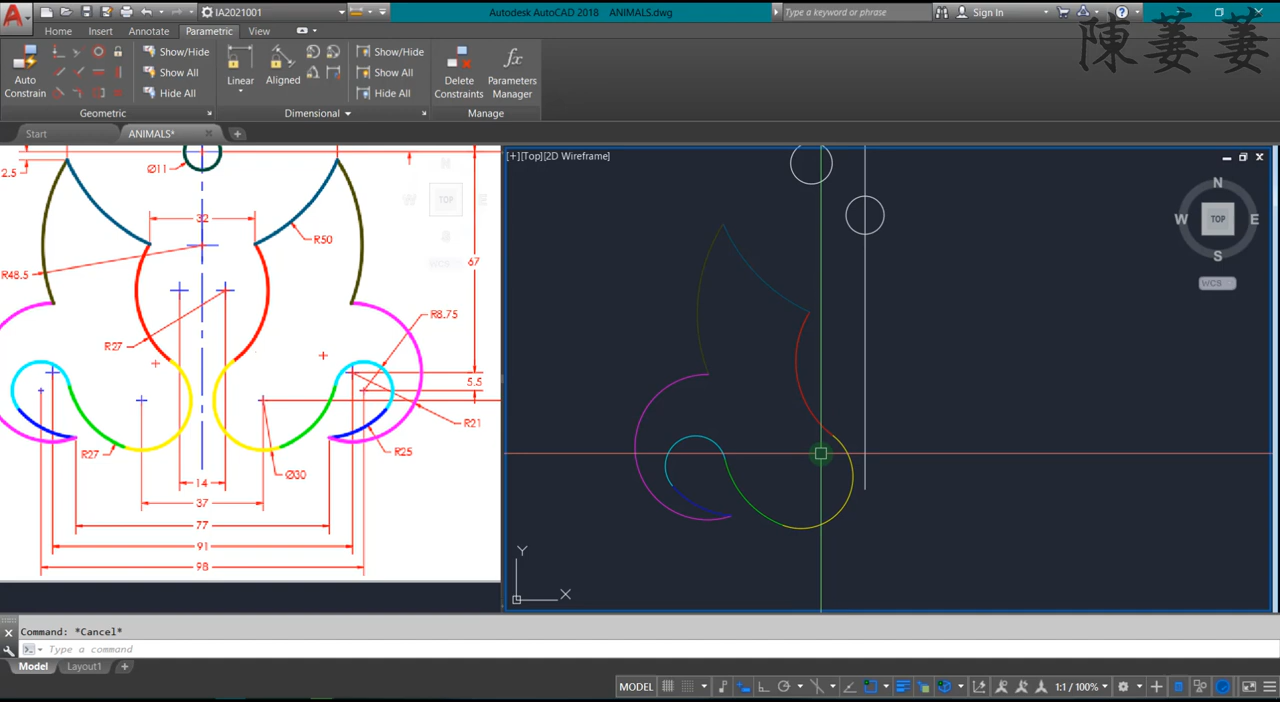 IA2021001
Autodesk AutoCAD 2018 ANIMALS.dwg
Type a keyword or phrase
Sign In
陳萋萋
Home Insert Annotate Parametric View
Auto Constrain
Show/Hide
Show All
Hide All
Linear
Aligned
Show/Hide
Show All
Hide All
Delete Constraints
Parameters Manager
Geometric
Dimensional
Manage
Start
ANIMALS*
2.5
Ø11
TOP
32
R50
R48.5
67
R27
R8.75
5.5
R21
R27
R25
Ø30
14
37
77
91
98
[+][Top][2D Wireframe]
N
W
TOP
E
S
WCS
Y
X
Command: *Cancel*
Type a command
Model Layout1
MODEL
1:1 / 100%